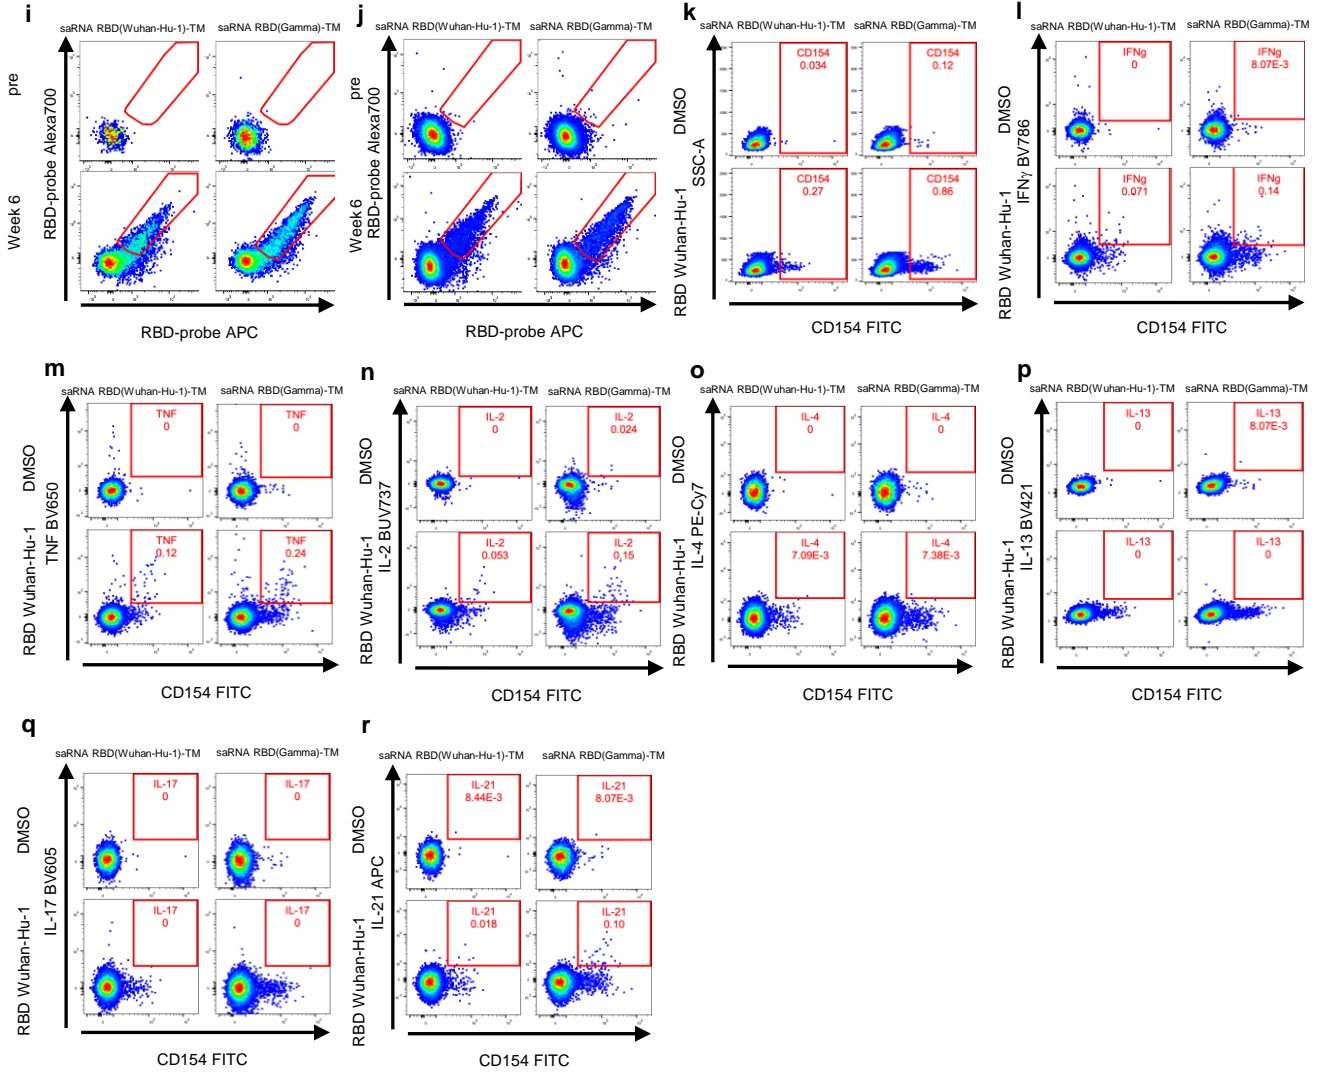 i
saRNA RBD(Wuhan-Hu-1)-TM
saRNA RBD(Gamma)-TM
pre
Week 6
RBD-probe Alexa700
RBD-probe APC
j
saRNA RBD(Wuhan-Hu-1)-TM
saRNA RBD(Gamma)-TM
pre
Week 6
RBD-probe Alexa700
RBD-probe APC
k
saRNA RBD(Wuhan-Hu-1)-TM
saRNA RBD(Gamma)-TM
DMSO
RBD Wuhan-Hu-1
SSC-A
CD154
0.034
CD154
0.12
CD154
0.27
CD154
0.86
CD154 FITC
l
saRNA RBD(Wuhan-Hu-1)-TM
saRNA RBD(Gamma)-TM
DMSO
RBD Wuhan-Hu-1
IFNγ BV786
IFNg
0
IFNg
8.07E-3
IFNg
0.071
IFNg
0.14
CD154 FITC
m
saRNA RBD(Wuhan-Hu-1)-TM
saRNA RBD(Gamma)-TM
DMSO
RBD Wuhan-Hu-1
TNF BV650
TNF
0
TNF
0
TNF
0.12
TNF
0.24
CD154 FITC
n
saRNA RBD(Wuhan-Hu-1)-TM
saRNA RBD(Gamma)-TM
DMSO
RBD Wuhan-Hu-1
IL-2 BUV737
IL-2
0
IL-2
0.024
IL-2
0.053
IL-2
0.15
CD154 FITC
o
saRNA RBD(Wuhan-Hu-1)-TM
saRNA RBD(Gamma)-TM
DMSO
RBD Wuhan-Hu-1
IL-4 PE-Cy7
IL-4
0
IL-4
0
IL-4
7.09E-3
IL-4
7.38E-3
CD154 FITC
p
saRNA RBD(Wuhan-Hu-1)-TM
saRNA RBD(Gamma)-TM
DMSO
RBD Wuhan-Hu-1
IL-13 BV421
IL-13
0
IL-13
8.07E-3
IL-13
0
IL-13
0
CD154 FITC
q
saRNA RBD(Wuhan-Hu-1)-TM
saRNA RBD(Gamma)-TM
DMSO
RBD Wuhan-Hu-1
IL-17 BV605
IL-17
0
IL-17
0
IL-17
0
IL-17
0
CD154 FITC
r
saRNA RBD(Wuhan-Hu-1)-TM
saRNA RBD(Gamma)-TM
DMSO
RBD Wuhan-Hu-1
IL-21 APC
IL-21
8.44E-3
IL-21
8.07E-3
IL-21
0.018
IL-21
0.10
CD154 FITC